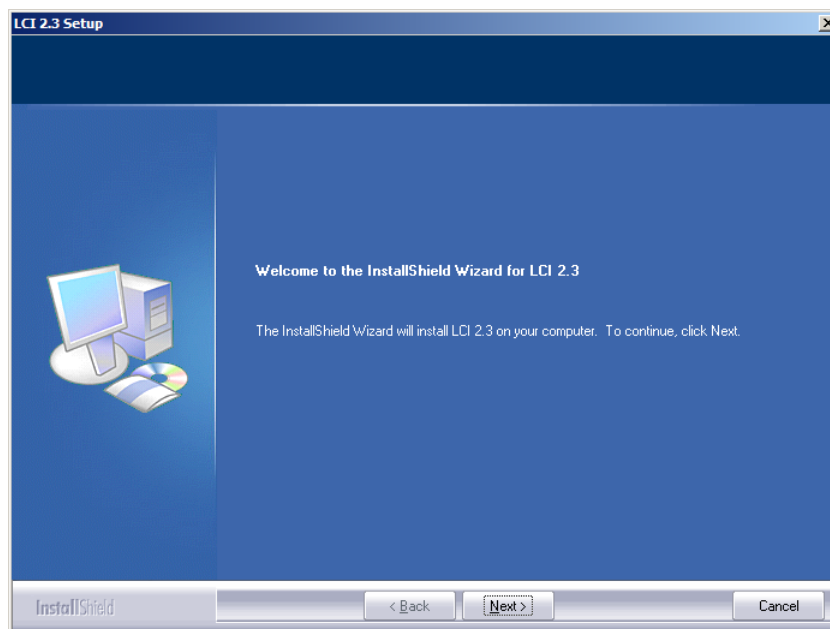 LCI 2.3 Setup
Welcome to the InstallShield Wizard for LCI 2.3
The InstallShield Wizard will install LCI 2.3 on your computer. To continue, click Next.
InstallShield
< Back
Next >
Cancel